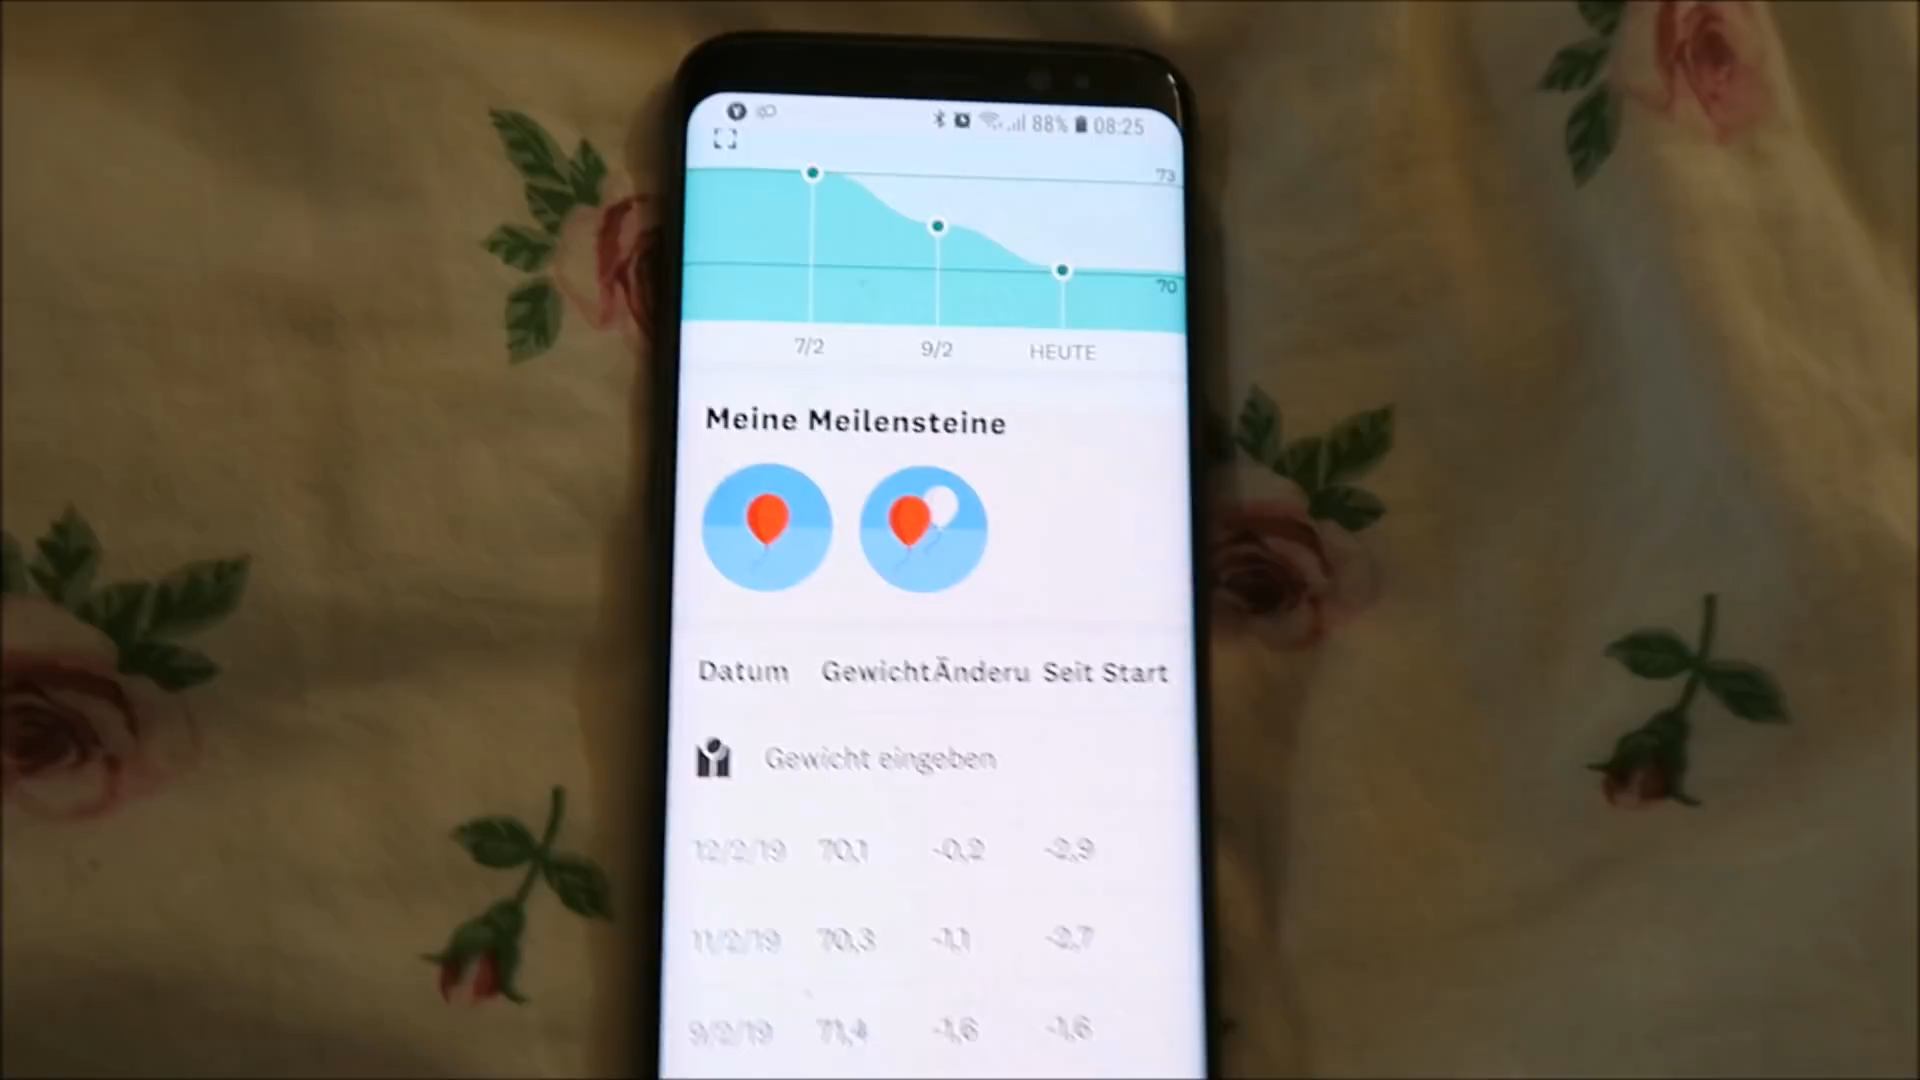 88% 08:25
73
70
7/2 9/2 HEUTE
Meine Meilensteine
Datum GewichtÄnderu Seit Start
Gewicht eingeben
12/2/19 70,1 -0,2 -2,9
11/2/19 70,3 -1,1 -2,7
9/2/19 71,4 -1,6 -1,6